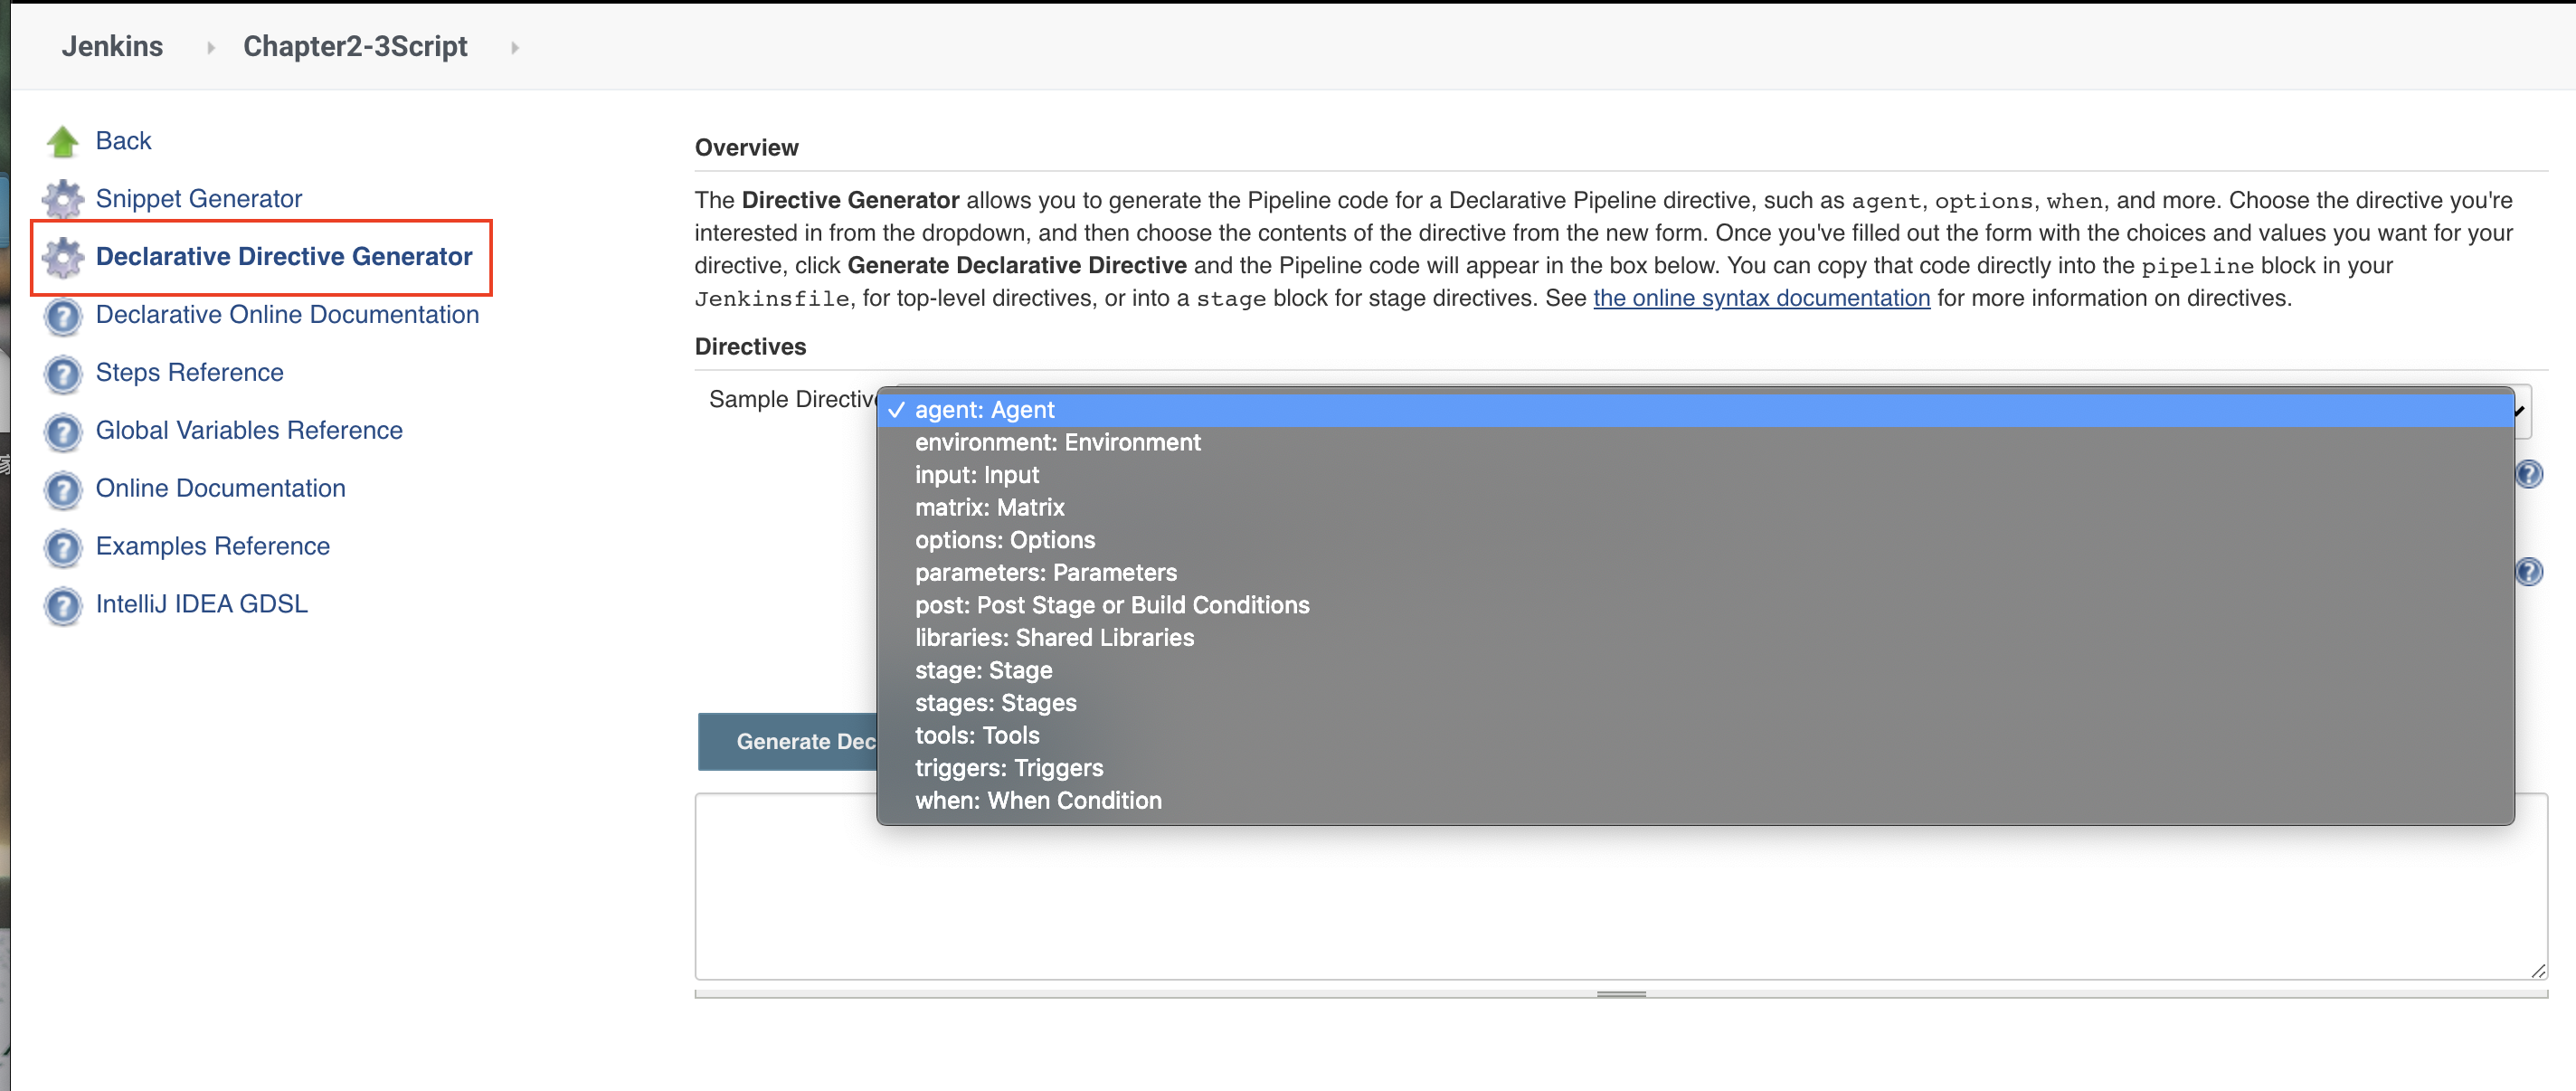 Jenkins Chapter2-3Script
Back
Snippet Generator
Declarative Directive Generator
Declarative Online Documentation
Steps Reference
Global Variables Reference
Online Documentation
Examples Reference
IntelliJ IDEA GDSL
Overview
The Directive Generator allows you to generate the Pipeline code for a Declarative Pipeline directive, such as agent, options, when, and more. Choose the directive you're
interested in from the dropdown, and then choose the contents of the directive from the new form. Once you've filled out the form with the choices and values you want for your
directive, click Generate Declarative Directive and the Pipeline code will appear in the box below. You can copy that code directly into the pipeline block in your
Jenkinsfile, for top-level directives, or into a stage block for stage directives. See the online syntax documentation for more information on directives.
Directives
Sample Directive
agent: Agent
environment: Environment
input: Input
matrix: Matrix
options: Options
parameters: Parameters
post: Post Stage or Build Conditions
libraries: Shared Libraries
stage: Stage
stages: Stages
tools: Tools
triggers: Triggers
when: When Condition
Generate Dec